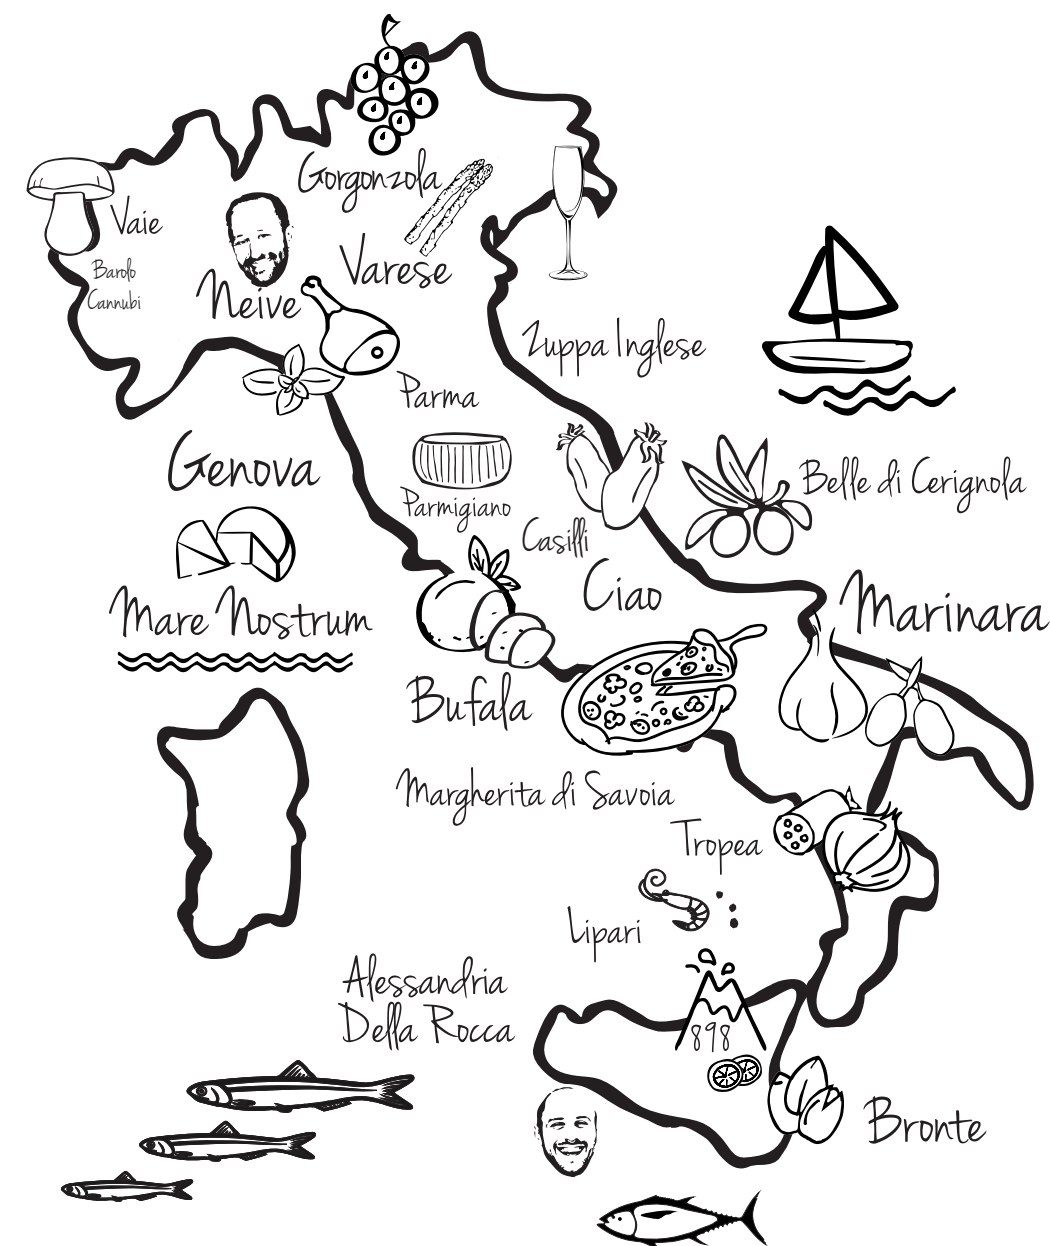 Gorgonzola
Vaie
Varese
Barolo
Cannubi
Neive
Zuppa Inglese
Parma
Genova
Belle di Cerignola
Parmigiano
Casilli
Ciao
Marinara
Mare Nostrum
Bufala
Margherita di Savoia
Tropea
Lipari
Alessandria
Della Rocca
898
Bronte